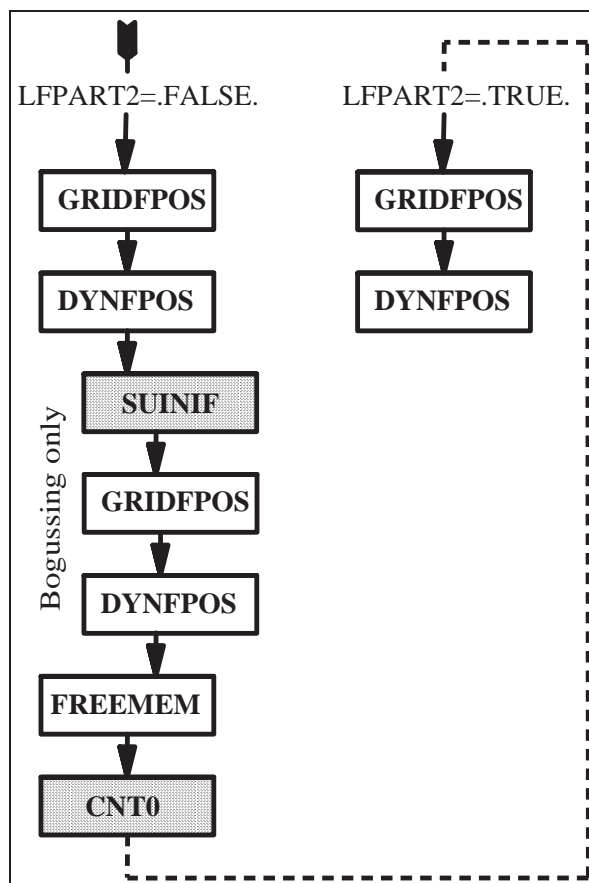 LFPART2=.FALSE.
GRIDFPOS
DYNFPOS
SUINIF
GRIDFPOS
DYNFPOS
Bogussing only
FREEMEM
CNT0
LFPART2=.TRUE.
GRIDFPOS
DYNFPOS